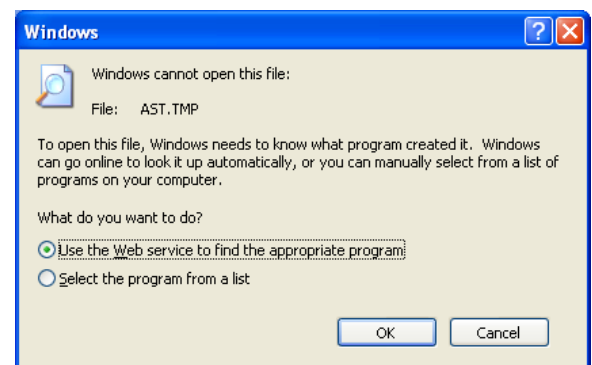 Windows
Windows cannot open this file:
File: AST.TMP
To open this file, Windows needs to know what program created it. Windows
can go online to look it up automatically, or you can manually select from a list of
programs on your computer.
What do you want to do?
Use the Web service to find the appropriate program
Select the program from a list
OK Cancel